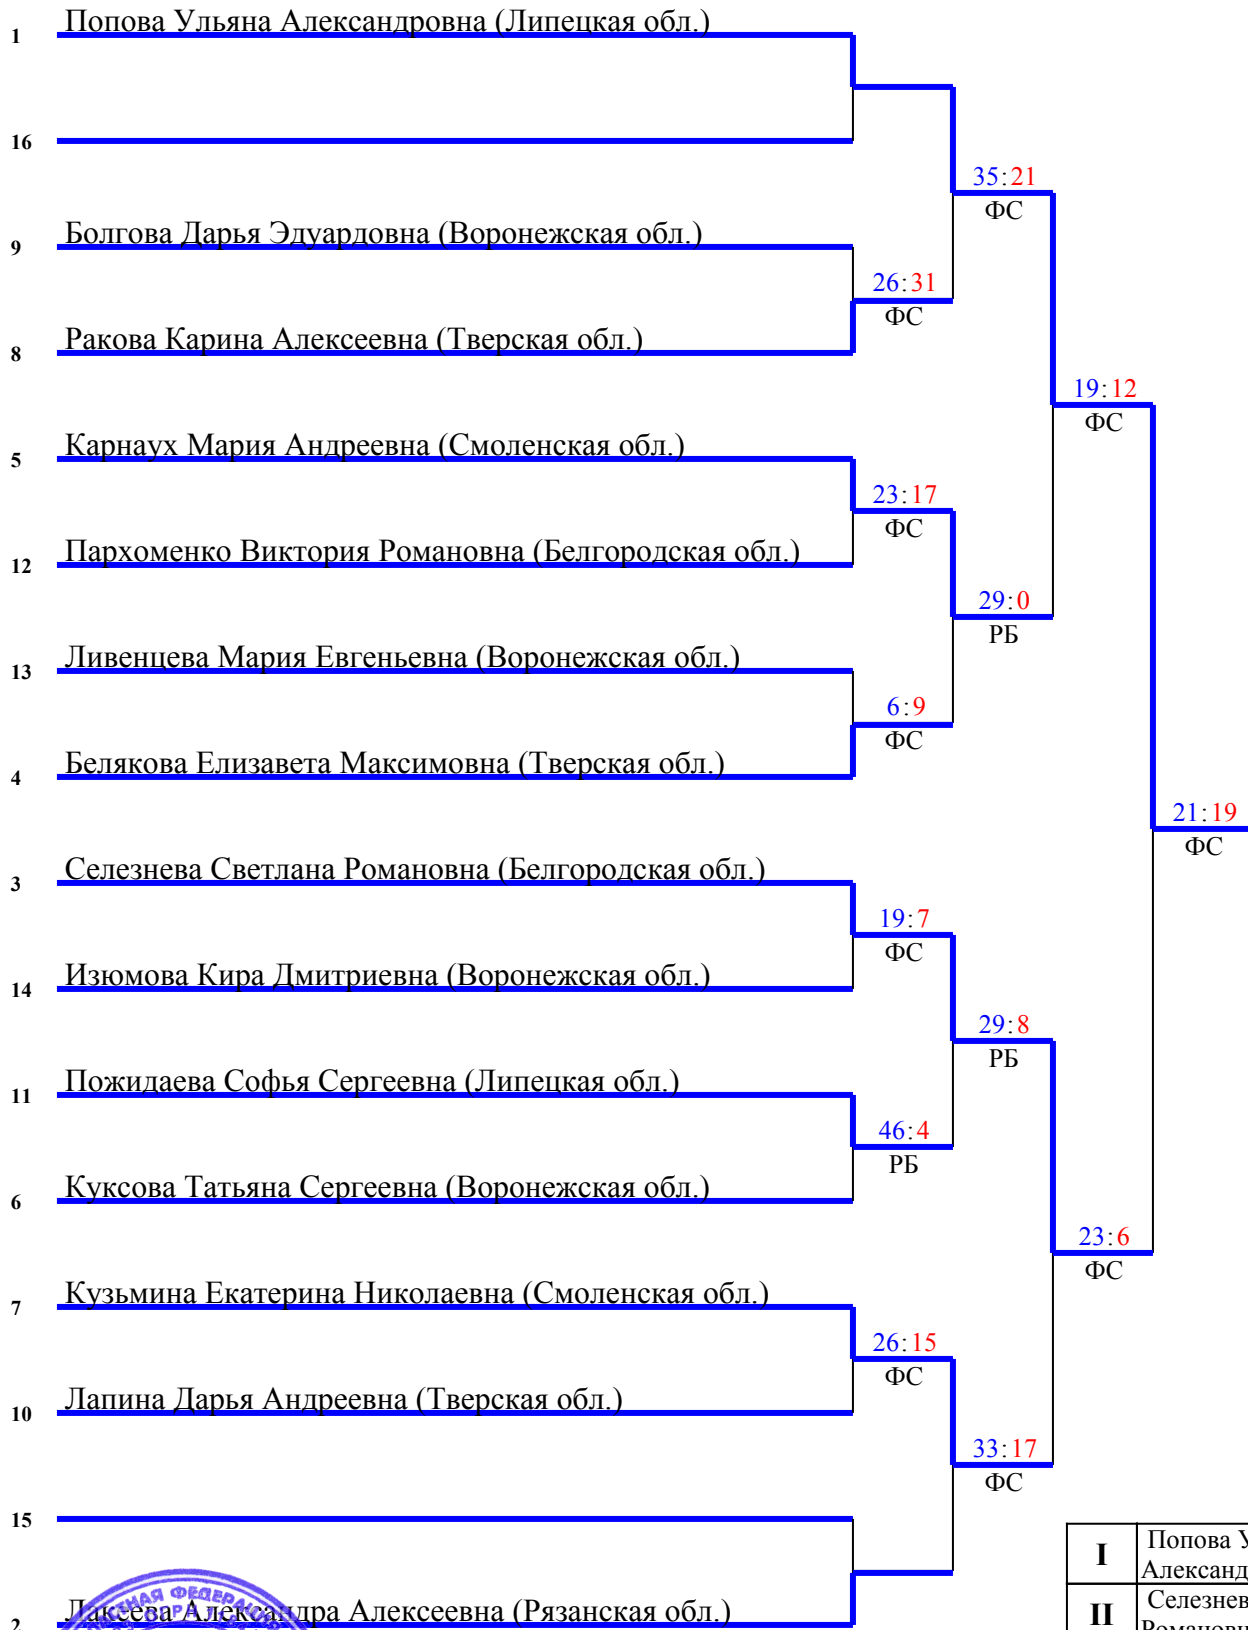 1 Попова Ульяна Александровна (Липецкая обл.)
16
35:21
ФС
9 Болгова Дарья Эдуардовна (Воронежская обл.)
26:31
ФС
8 Ракова Карина Алексеевна (Тверская обл.)
19:12
ФС
5 Карнаух Мария Андреевна (Смоленская обл.)
23:17
ФС
12 Пархоменко Виктория Романовна (Белгородская обл.)
29:0
РБ
13 Ливенцева Мария Евгеньевна (Воронежская обл.)
6:9
ФС
4 Белякова Елизавета Максимовна (Тверская обл.)
21:19
ФС
3 Селезнева Светлана Романовна (Белгородская обл.)
19:7
ФС
14 Изюмова Кира Дмитриевна (Воронежская обл.)
29:8
РБ
11 Пожидаева Софья Сергеевна (Липецкая обл.)
46:4
РБ
6 Куксова Татьяна Сергеевна (Воронежская обл.)
23:6
ФС
7 Кузьмина Екатерина Николаевна (Смоленская обл.)
26:15
ФС
10 Лапина Дарья Андреевна (Тверская обл.)
33:17
ФС
15
2 Лаксеева Александра Алексеевна (Рязанская обл.)
I Попова У
Александ
II Селезнев